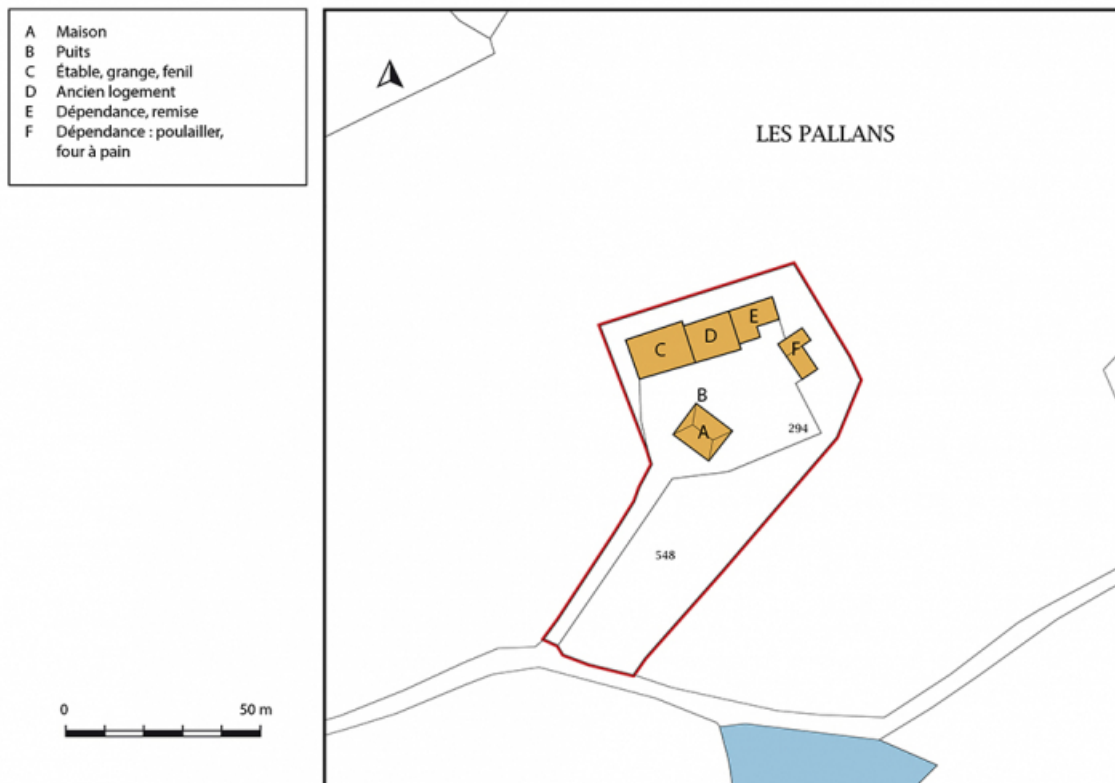 A Maison
B Puits
C Étable, grange, fenil
D Ancien logement
E Dépendance, remise
F Dépendance : poulailler,
four à pain
LES PALLANS
E
D
C
F
B
A
294
548
0 50 m